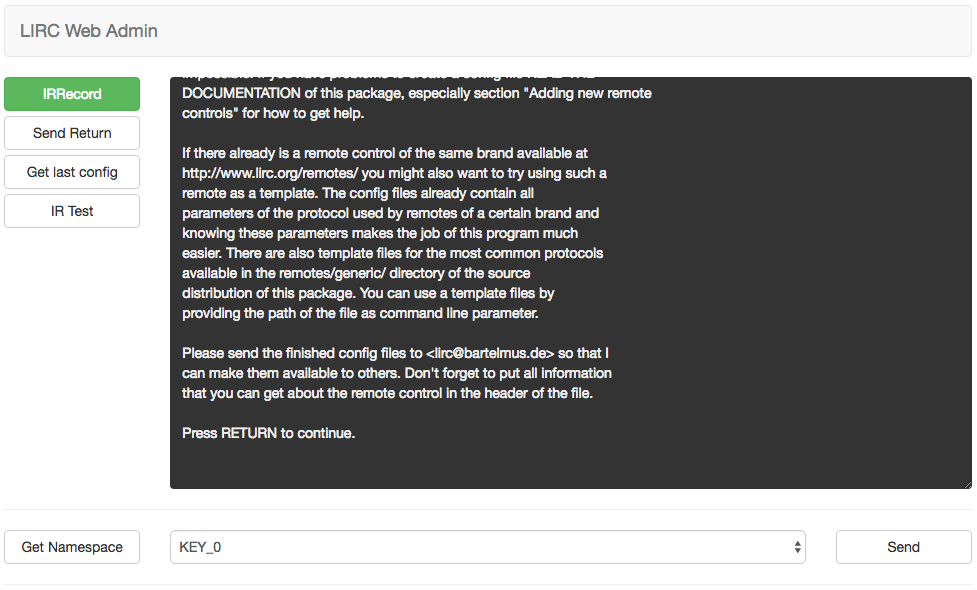 LIRC Web Admin
IRRecord
Send Return
Get last config
IR Test
DOCUMENTATION of this package, especially section "Adding new remote
controls" for how to get help.
If there already is a remote control of the same brand available at
http://www.lirc.org/remotes/ you might also want to try using such a
remote as a template. The config files already contain all
parameters of the protocol used by remotes of a certain brand and
knowing these parameters makes the job of this program much
easier. There are also template files for the most common protocols
available in the remotes/generic/ directory of the source
distribution of this package. You can use a template files by
providing the path of the file as command line parameter.
Please send the finished config files to <lirc@bartelmus.de> so that I
can make them available to others. Don't forget to put all information
that you can get about the remote control in the header of the file.
Press RETURN to continue.
Get Namespace
KEY_0
Send